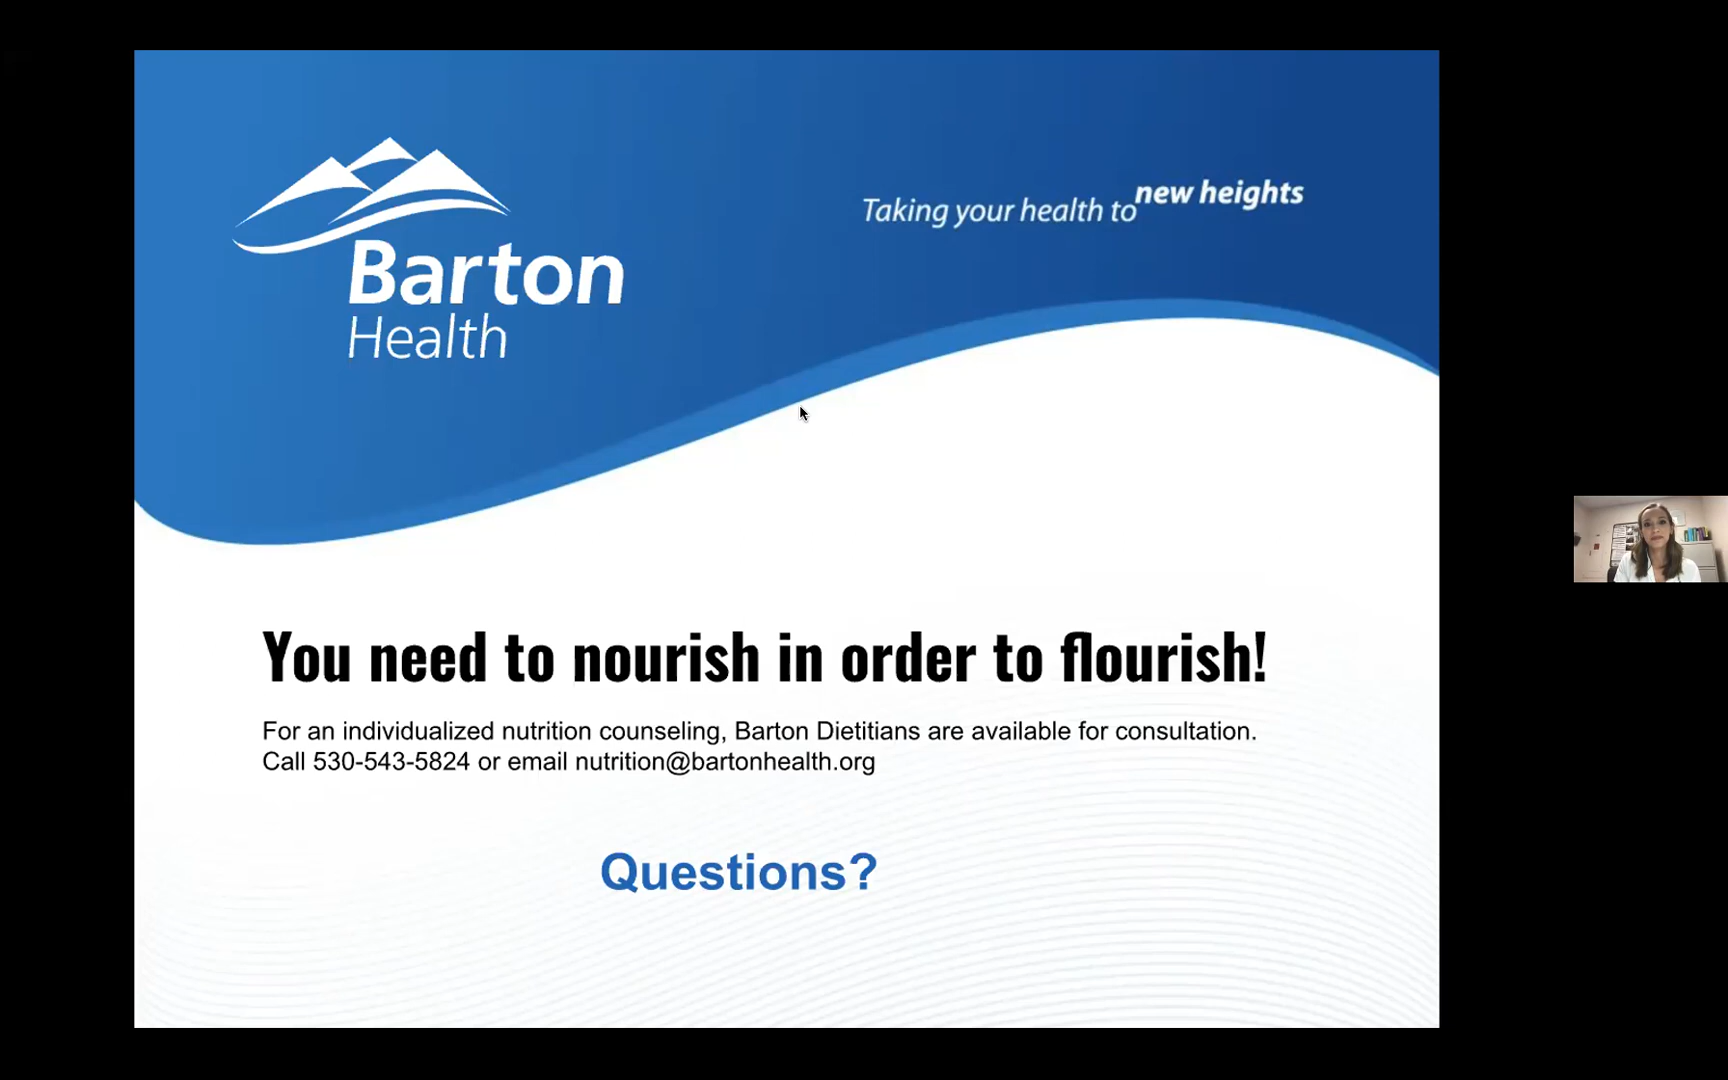 Barton
Health
Taking your health to new heights
You need to nourish in order to flourish!
For an individualized nutrition counseling, Barton Dietitians are available for consultation.
Call 530-543-5824 or email nutrition@bartonhealth.org
Questions?